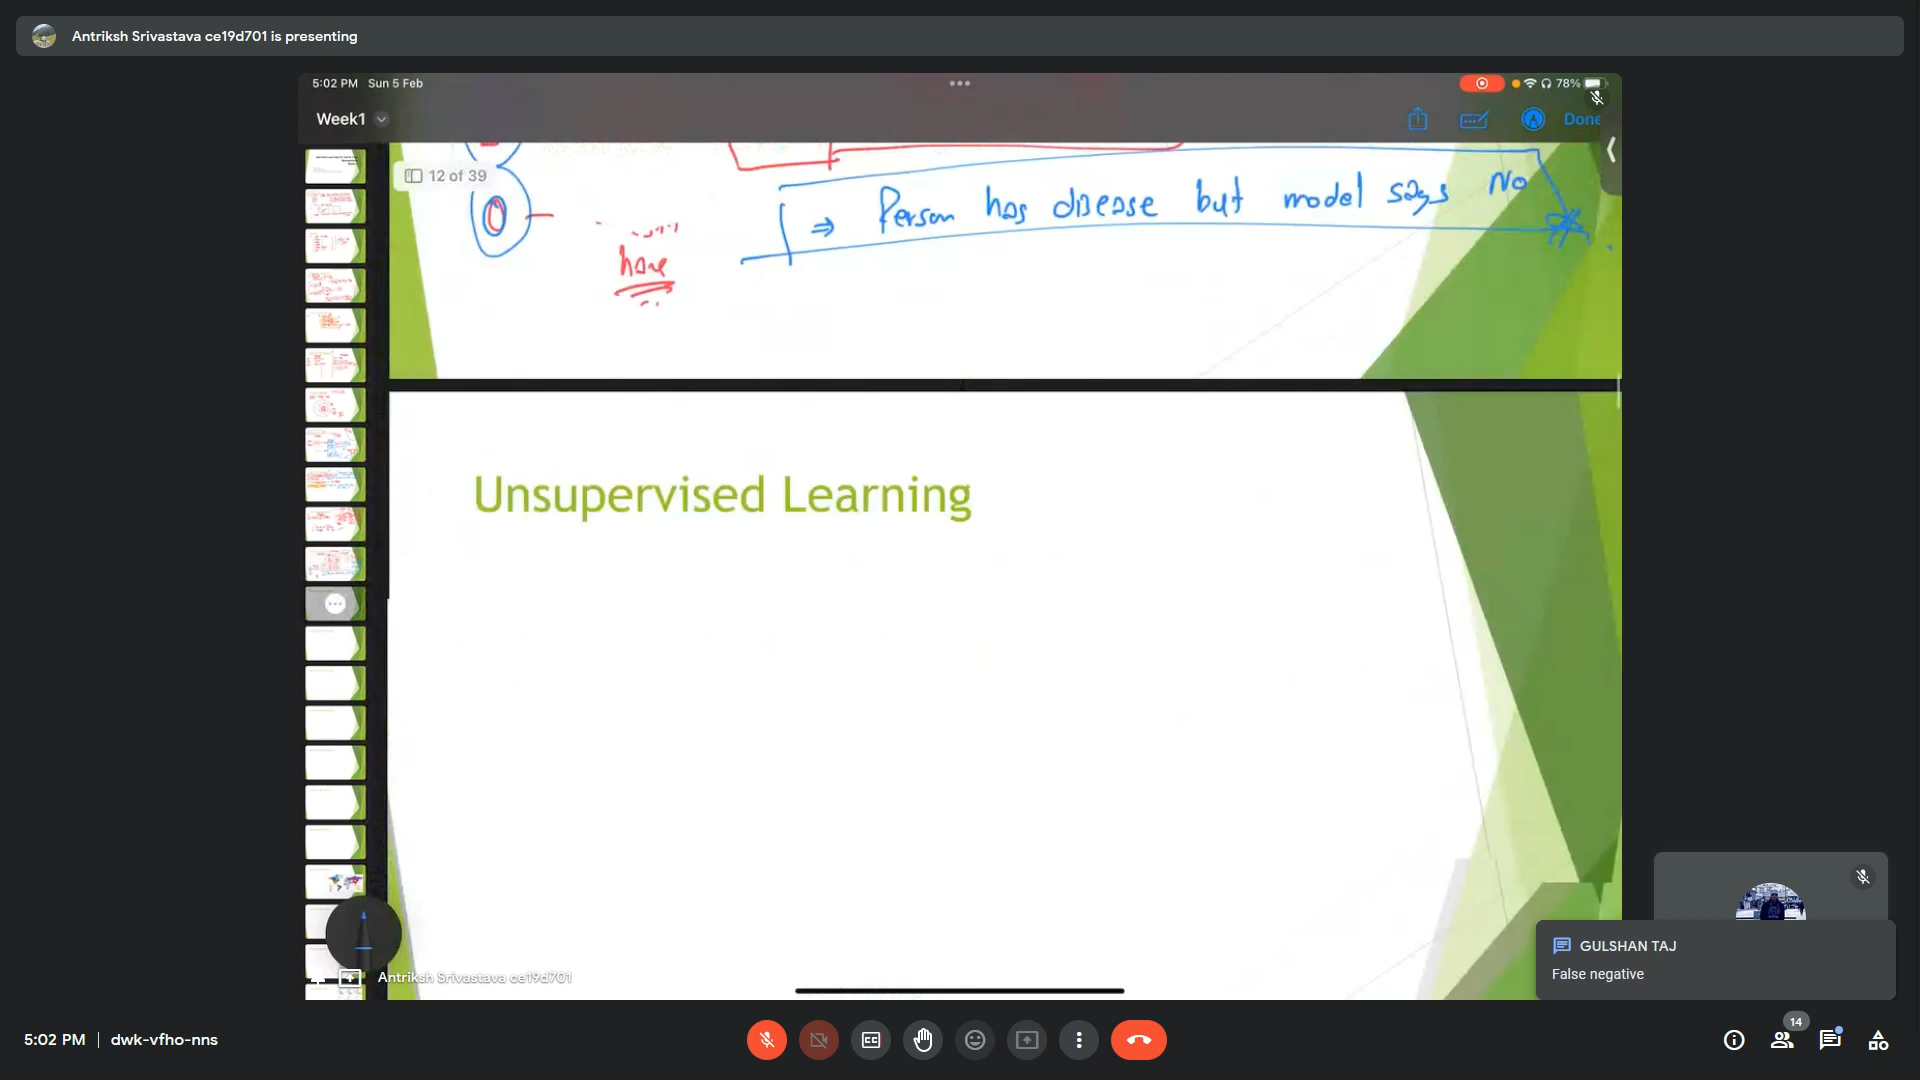 Antriksh Srivastava ce19d701 is presenting
5:02 PM Sun 5 Feb
78%
Week1
Done
12 of 39
0
have
⇒ Person has disease but model says No
Unsupervised Learning
Antriksh Srivastava ce19d701
GULSHAN TAJ
False negative
5:02 PM | dwk-vfho-nns
CC
14